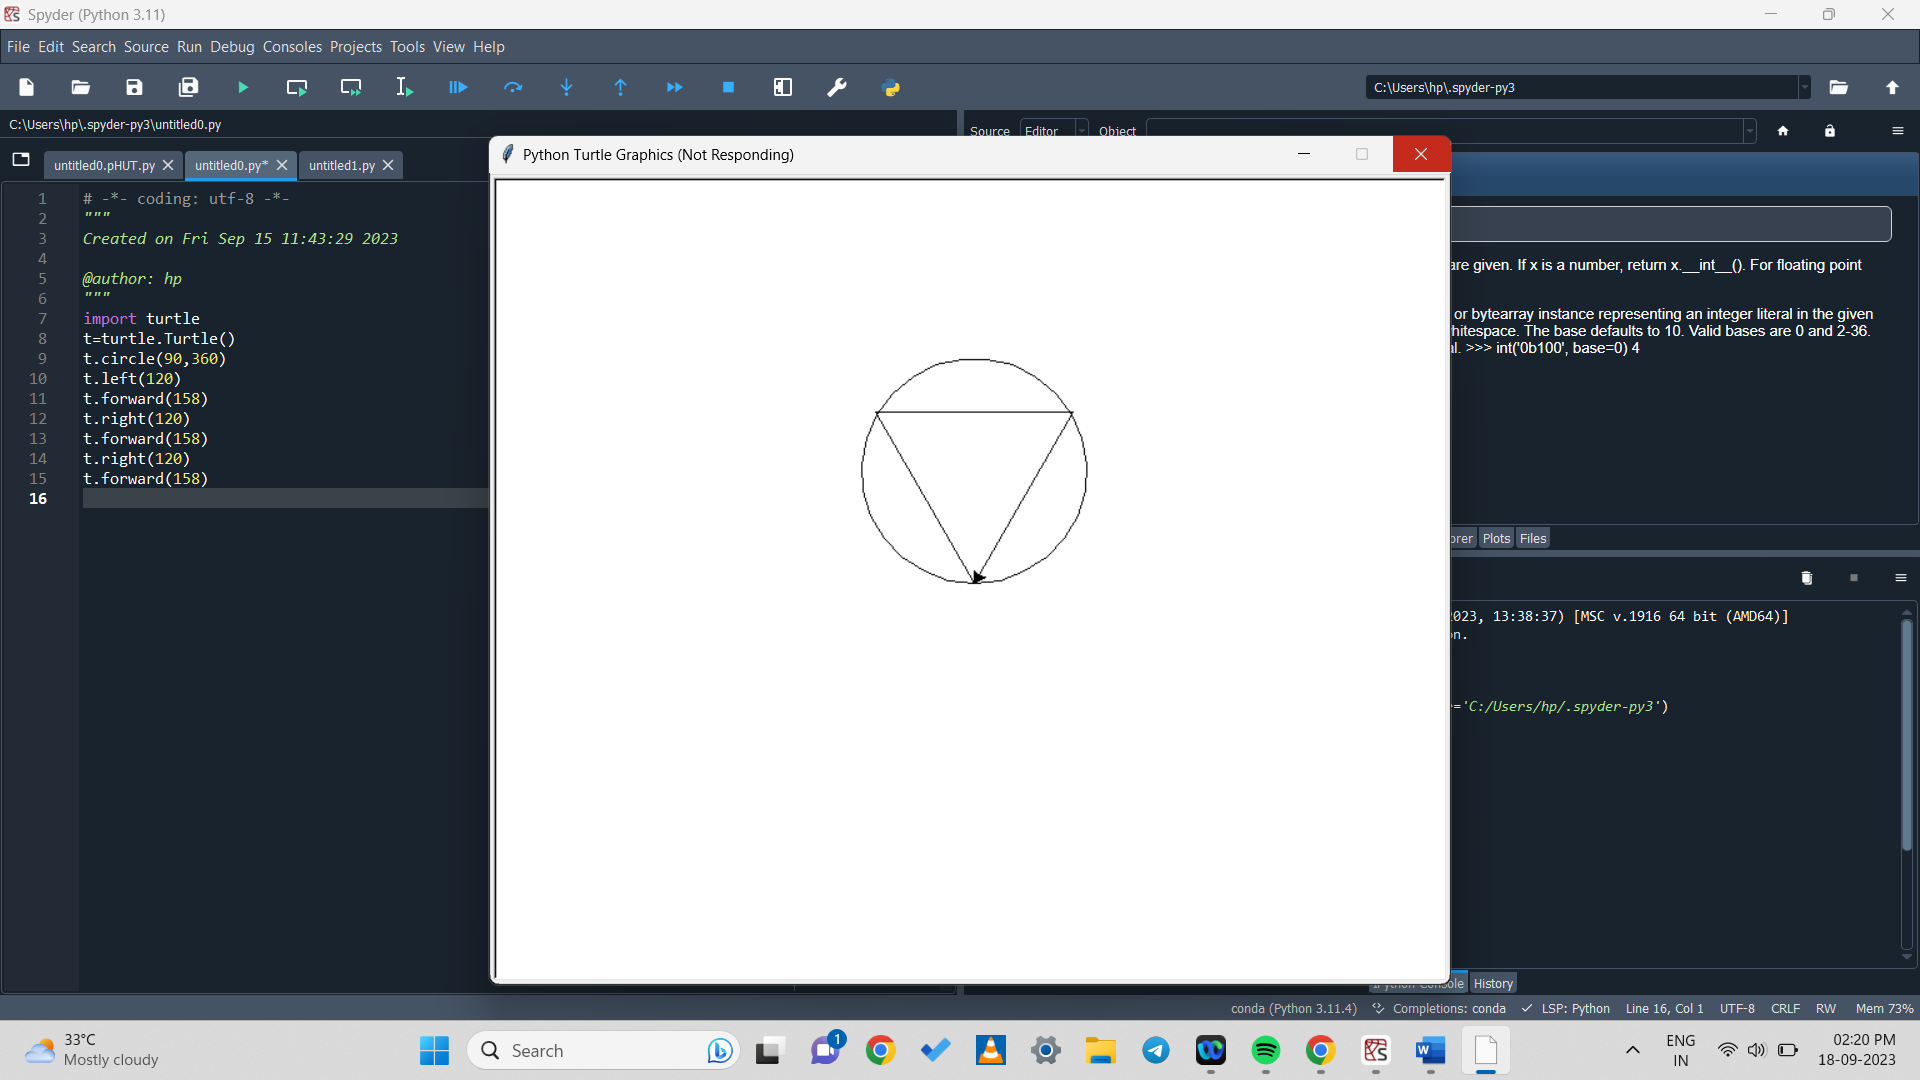 Spyder (Python 3.11)
File Edit Search Source Run Debug Consoles Projects Tools View Help
C:\Users\hp\.spyder-py3
C:\Users\hp\.spyder-py3\untitled0.py
Source Editor Object
untitled0.pHUT.py untitled0.py* untitled1.py
Python Turtle Graphics (Not Responding)
1 # -*- coding: utf-8 -*-
2 """
3 Created on Fri Sep 15 11:43:29 2023
4
5 @author: hp
6 """
7 import turtle
8 t=turtle.Turtle()
9 t.circle(90,360)
10 t.left(120)
11 t.forward(158)
12 t.right(120)
13 t.forward(158)
14 t.right(120)
15 t.forward(158)
16
are given. If x is a number, return x.__int__(). For floating point
or bytearray instance representing an integer literal in the given
hitespace. The base defaults to 10. Valid bases are 0 and 2-36.
l. >>> int('0b100', base=0) 4
orer Plots Files
023, 13:38:37) [MSC v.1916 64 bit (AMD64)]
n.
='C:/Users/hp/.spyder-py3')
IPython Console History
conda (Python 3.11.4) Completions: conda LSP: Python Line 16, Col 1 UTF-8 CRLF RW Mem 73%
33°C
Mostly cloudy
Search
1
ENG
IN
02:20 PM
18-09-2023